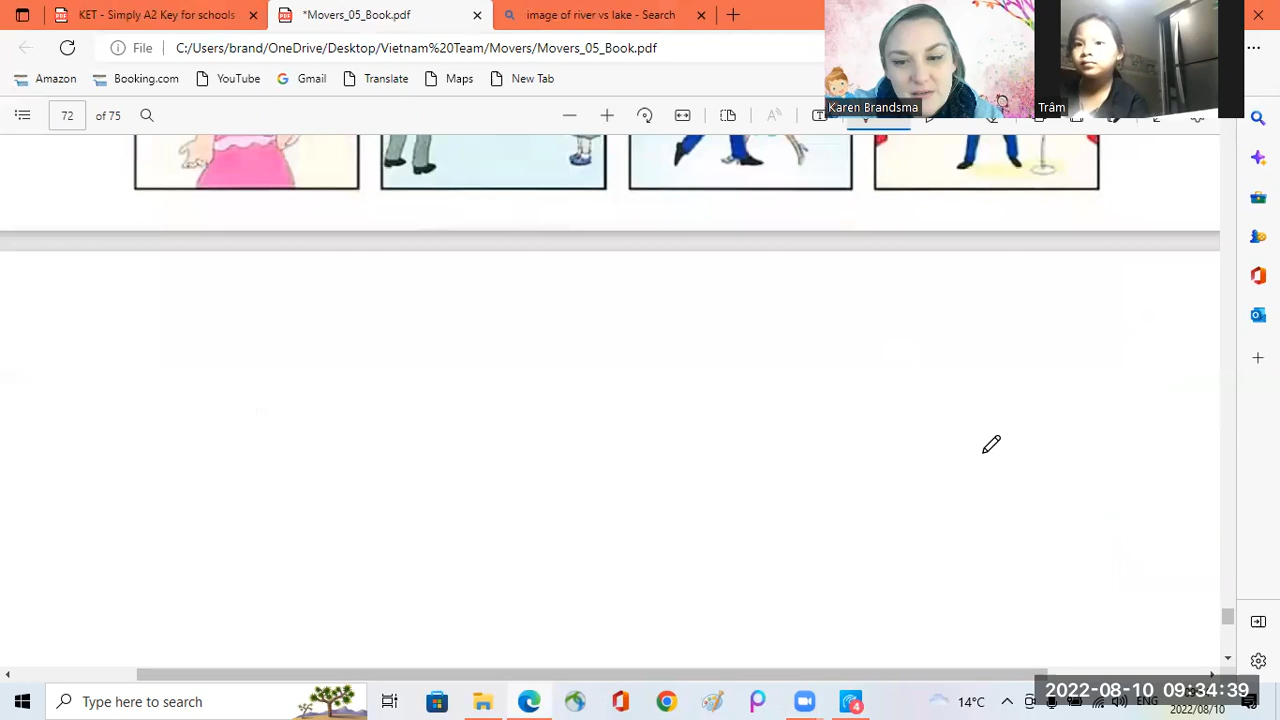 KET - Simply A2 Key for schools
*Movers_05_Book.pdf
image of river vs lake - Search
File
C:/Users/brand/OneDrive/Desktop/Vietnam%20Team/Movers/Movers_05_Book.pdf
Amazon
Booking.com
YouTube
Gmail
Translate
Maps
New Tab
Karen Brandsma
Trâm
72 of 75
Type here to search
4
14°C
ENG
2022-08-10 09:34:39
2022/08/10